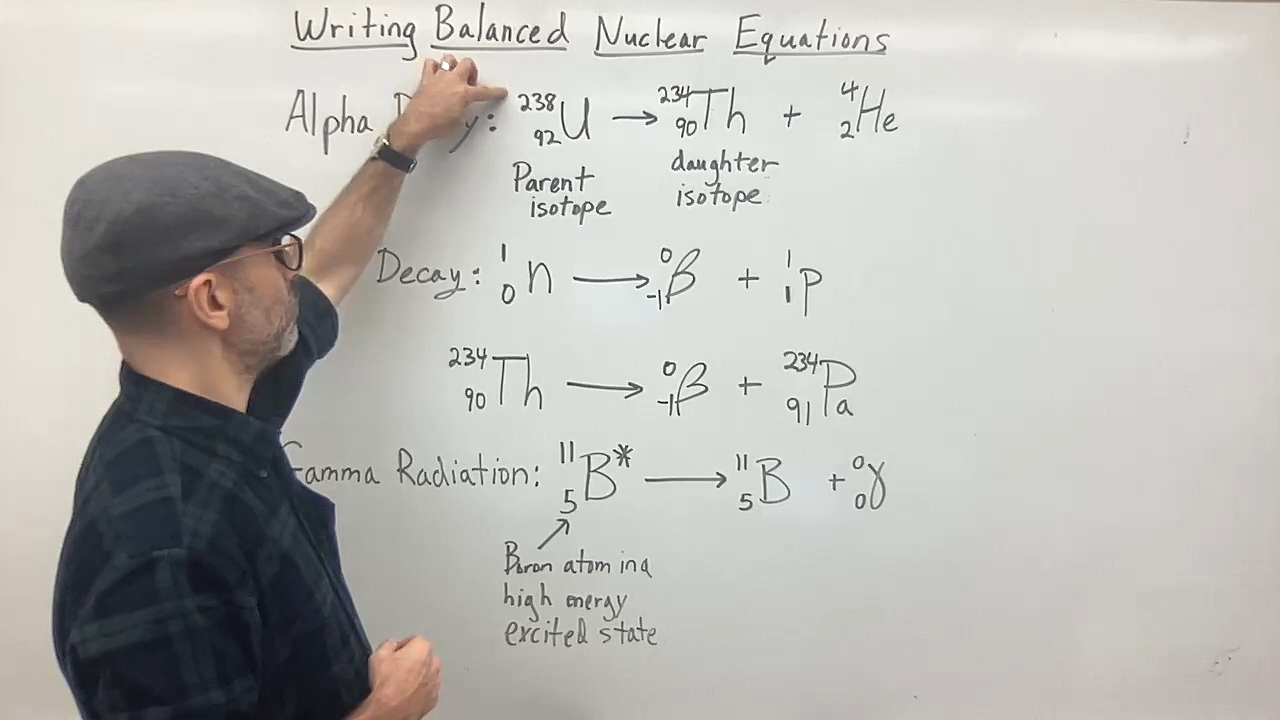 Writing Balanced Nuclear Equations
Alpha D y: ²³⁸₉₂U → ²³⁴₉₀Th + ⁴₂He
Parent isotope
daughter isotope
Decay: ¹₀n → ⁰₋₁β + ¹₁p
²³⁴₉₀Th → ⁰₋₁β + ²³⁴₉₁Pa
Gamma Radiation: ¹¹₅B* → ¹¹₅B + ⁰₀γ
Boron atom in a
high energy
excited state